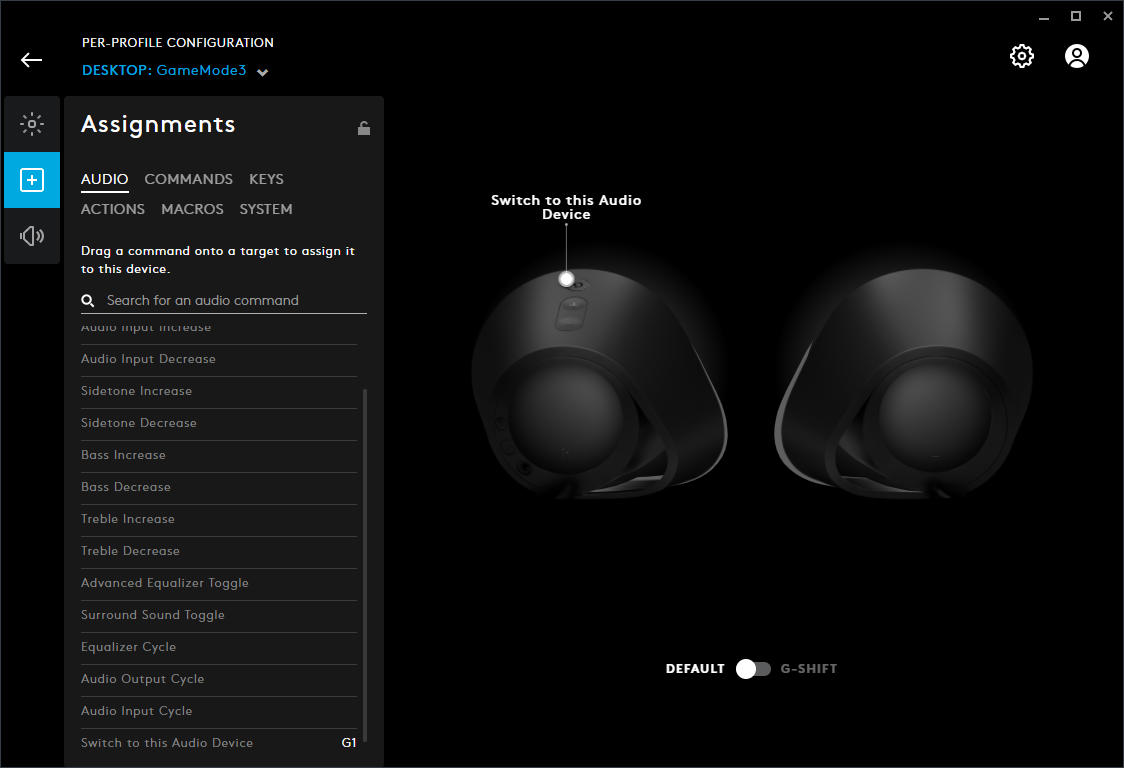 PER-PROFILE CONFIGURATION
DESKTOP: GameMode3
Assignments
AUDIO COMMANDS KEYS
ACTIONS MACROS SYSTEM
Drag a command onto a target to assign it
to this device.
Search for an audio command
Audio Input Increase
Audio Input Decrease
Sidetone Increase
Sidetone Decrease
Bass Increase
Bass Decrease
Treble Increase
Treble Decrease
Advanced Equalizer Toggle
Surround Sound Toggle
Equalizer Cycle
Audio Output Cycle
Audio Input Cycle
Switch to this Audio Device G1
Switch to this Audio
Device
DEFAULT G-SHIFT